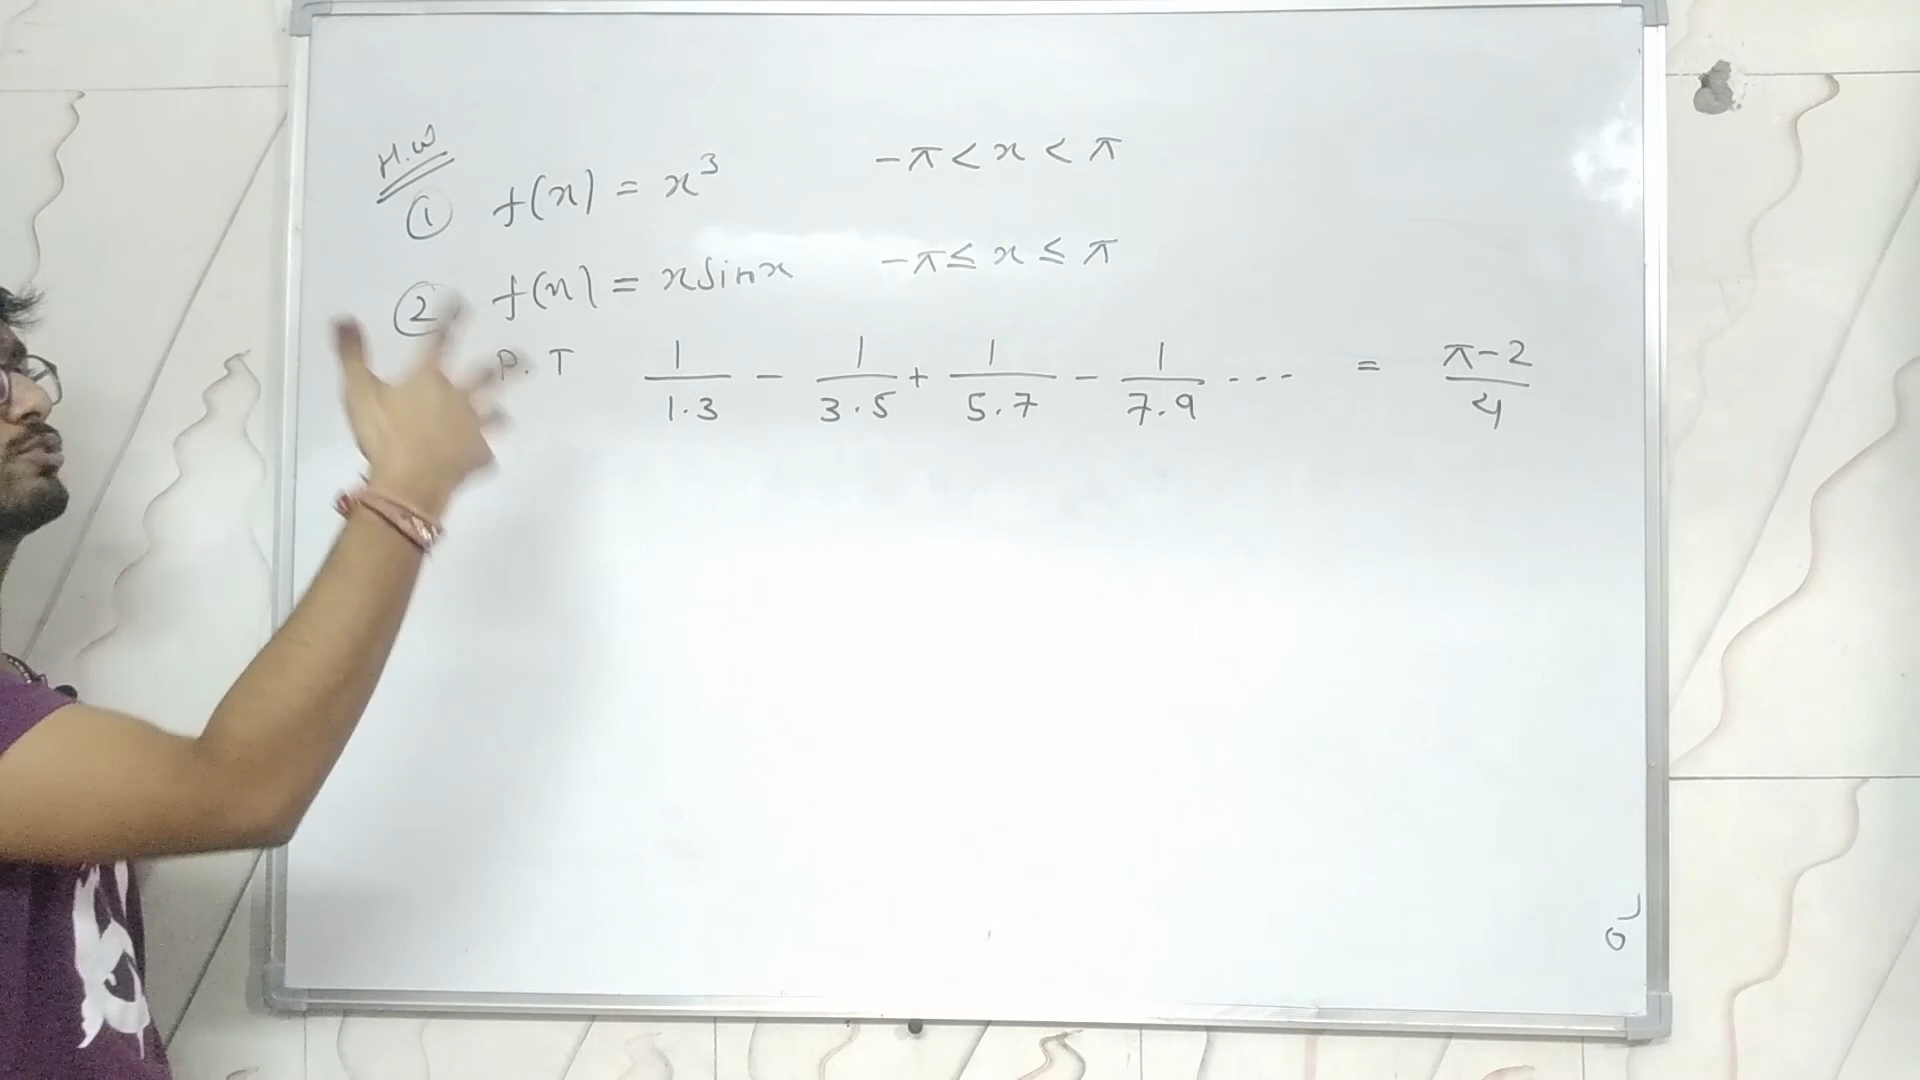 H.W
① f(x) = x³ -π < x < π
② f(x) = x sin x -π ≤ x ≤ π
P. T 1/1.3 - 1/3.5 + 1/5.7 - 1/7.9 --- = π-2/4